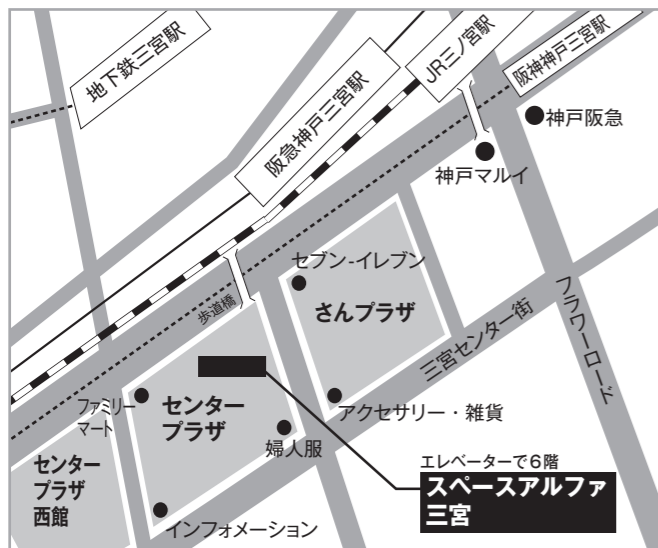 地下鉄三宮駅
阪急神戸三宮駅
JR三ノ宮駅
阪神神戸三宮駅
神戸阪急
神戸マルイ
セブン-イレブン
さんプラザ
歩道橋
三宮センター街
フラワーロード
ファミリー
マート
センター
プラザ
アクセサリー・雑貨
婦人服
センター
プラザ
西館
インフォメーション
エレベーターで6階
スペースアルファ
三宮